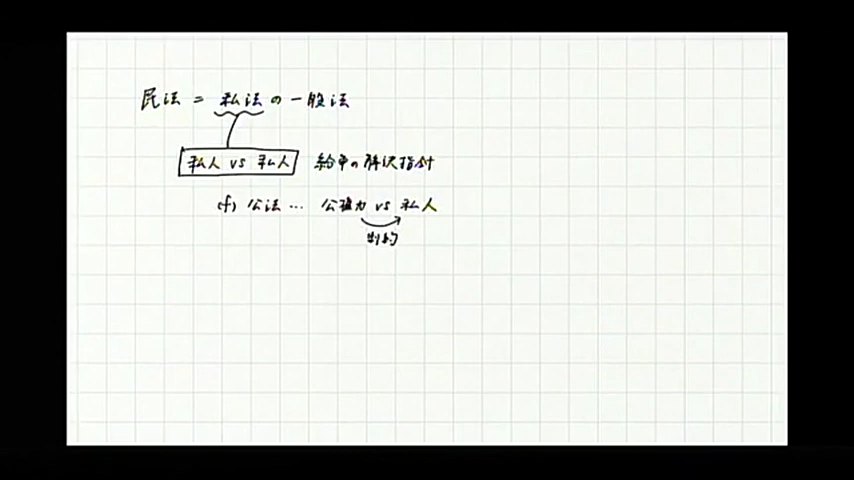 民法 = 私法の一般法
私人 vs 私人 紛争の解決指針
cf) 公法… 公権力 vs 私人
制約